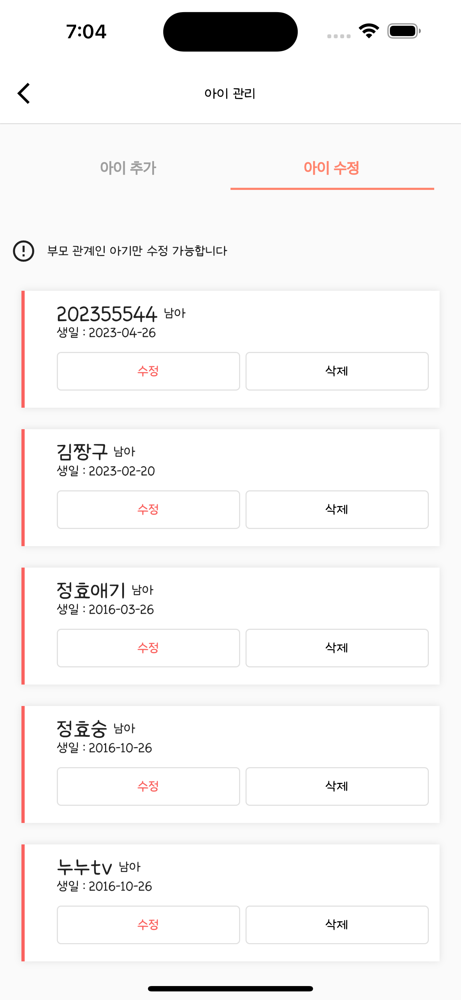 7:04
아이 관리
아이 추가 아이 수정
부모 관계인 아기만 수정 가능합니다
202355544 남아
생일 : 2023-04-26
수정 삭제
김짱구 남아
생일 : 2023-02-20
수정 삭제
정효애기 남아
생일 : 2016-03-26
수정 삭제
정효숭 남아
생일 : 2016-10-26
수정 삭제
누누tv 남아
생일 : 2016-10-26
수정 삭제